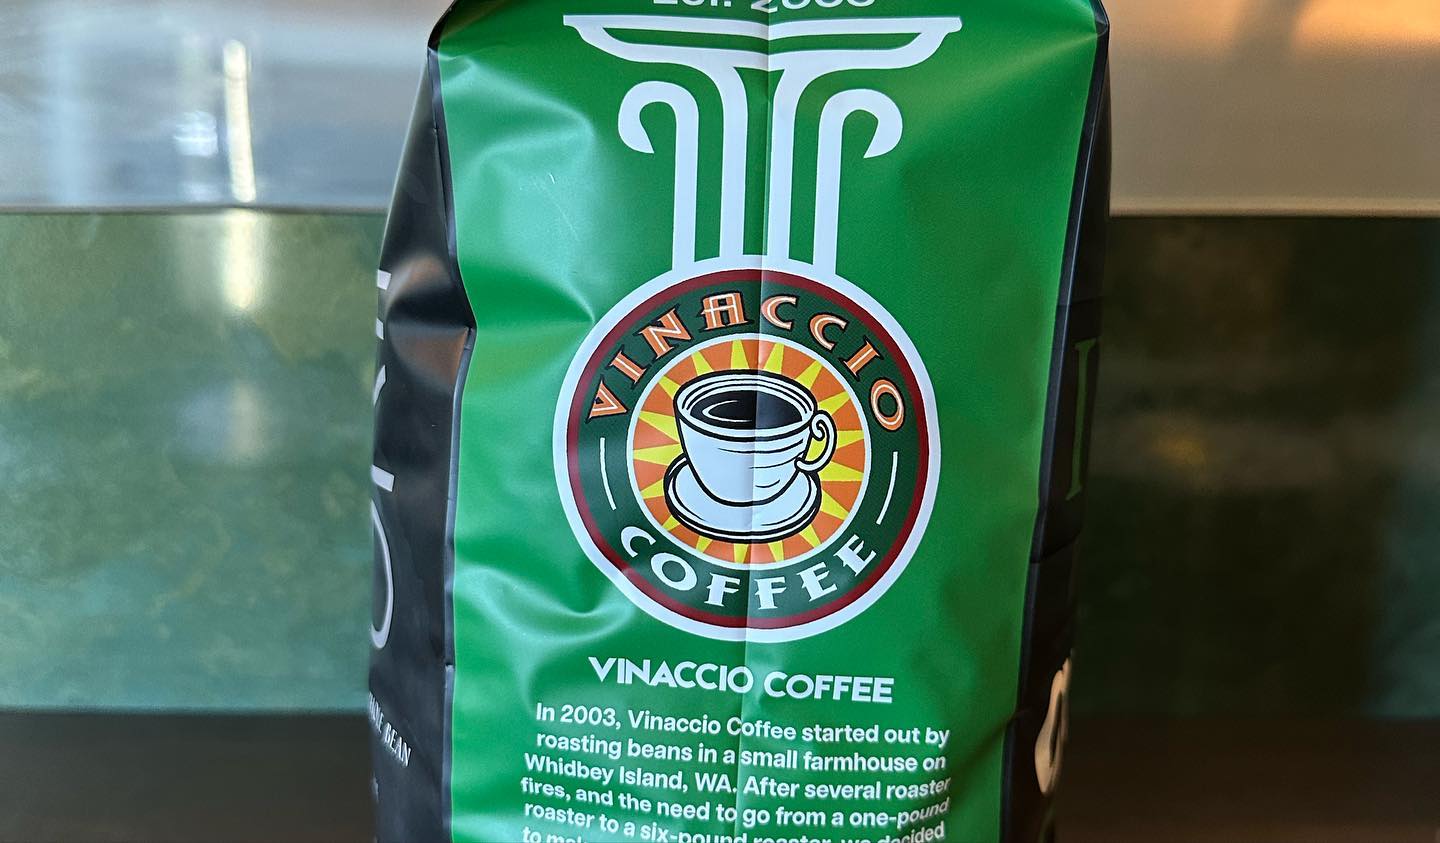 VINACCIO
COFFEE
VINACCIO COFFEE
In 2003, Vinaccio Coffee started out by
roasting beans in a small farmhouse on
Whidbey Island, WA. After several roaster
fires, and the need to go from a one-pound
roaster to a six-pound roaster, we decided
to
BEAN